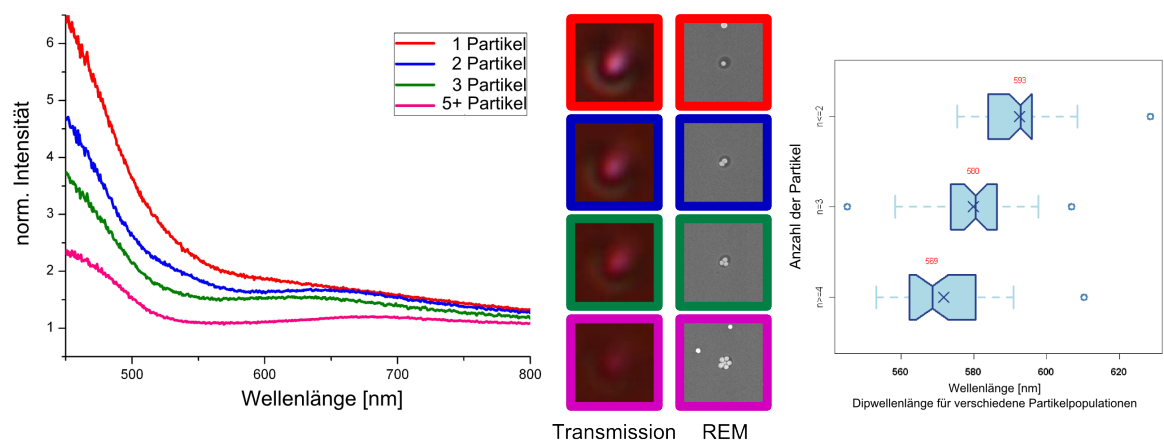 6
5
4
3
2
1
norm. Intensität
1 Partikel
2 Partikel
3 Partikel
5+ Partikel
500
600
700
800
Wellenlänge [nm]
Transmission
REM
Anzahl der Partikel
n<=2
n=3
n>=4
593
580
569
560
580
600
620
Wellenlänge [nm]
Dipwellenlänge für verschiedene Partikelpopulationen